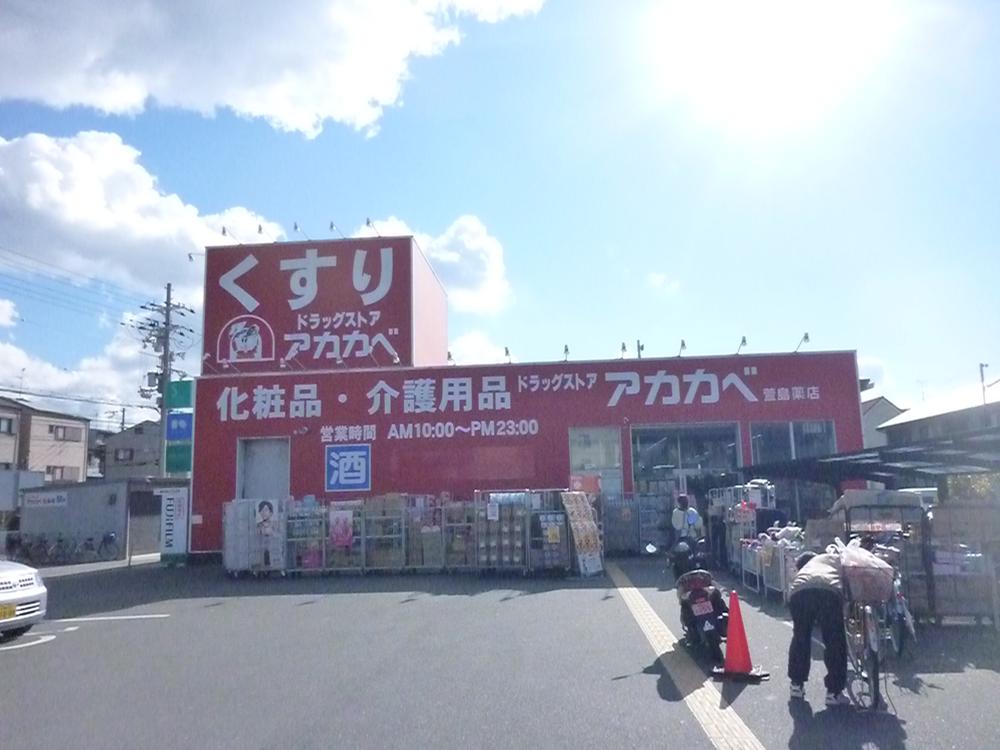 くすり
ドラッグストア
アカカベ
化粧品・介護用品
ドラッグストア
アカカベ
萱島薬店
営業時間 AM10:00〜PM23:00
酒
FUJIFILM